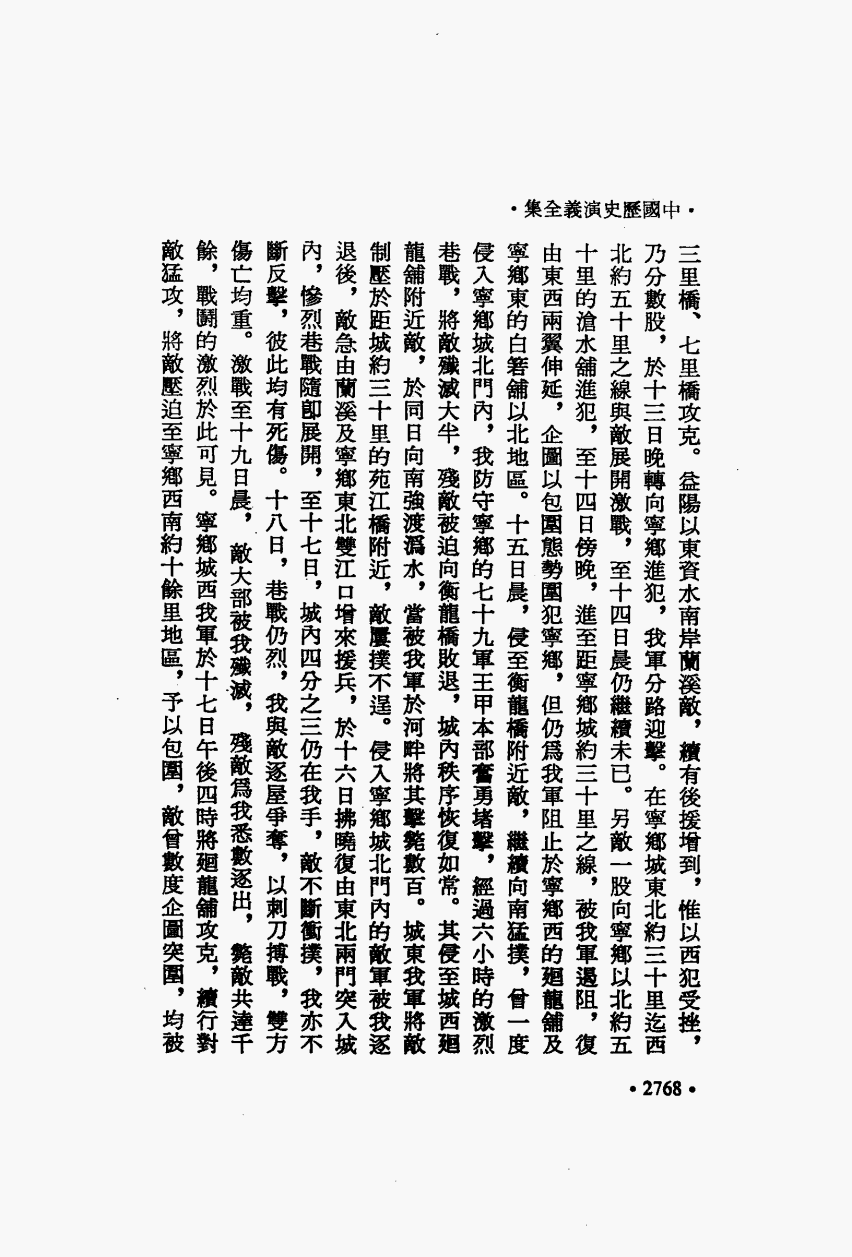 •中國歷史演義全集•
三里橋、七里橋攻克。益陽以東資水南岸蘭溪敵，續有後援增到，惟以西犯受挫，
乃分數股，於十三日晚轉向寧鄉進犯，我軍分路迎擊。在寧鄉城東北約三十里迄西
北約五十里之線與敵展開激戰，至十四日晨仍繼續未已。另敵一股向寧鄉以北約五
十里的滄水舖進犯，至十四日傍晚，進至距寧鄉城約三十里之線，被我軍遏阻，復
由東西兩翼伸延，企圖以包圍態勢圍犯寧鄉，但仍爲我軍阻止於寧鄉西的廻龍舖及
寧鄉東的白箬舖以北地區。十五日晨，侵至衡龍橋附近敵，繼續向南猛撲，曾一度
侵入寧鄉城北門內，我防守寧鄉的七十九軍王甲本部奮勇堵擊，經過六小時的激烈
巷戰，將敵殲滅大半，殘敵被迫向衡龍橋敗退，城內秩序恢復如常。其侵至城西廻
龍舖附近敵，於同日向南強渡潙水，當被我軍於河畔將其擊斃數百。城東我軍將敵
制壓於距城約三十里的苑江橋附近，敵屢撲不逞。侵入寧鄉城北門內的敵軍被我逐
退後，敵急由蘭溪及寧鄉東北雙江口增來援兵，於十六日拂曉復由東北兩門突入城
內，慘烈巷戰隨卽展開，至十七日，城內四分之三仍在我手，敵不斷衝撲，我亦不
斷反擊，彼此均有死傷。十八日，巷戰仍烈，我與敵逐屋爭奪，以刺刀搏戰，雙方
傷亡均重。激戰至十九日晨，敵大部被我殲滅，殘敵爲我悉數逐出，斃敵共達千
餘，戰鬭的激烈於此可見。寧鄉城西我軍於十七日午後四時將廻龍舖攻克，續行對
敵猛攻，將敵壓迫至寧鄉西南約十餘里地區，予以包圍，敵曾數度企圖突圍，均被
•2768•